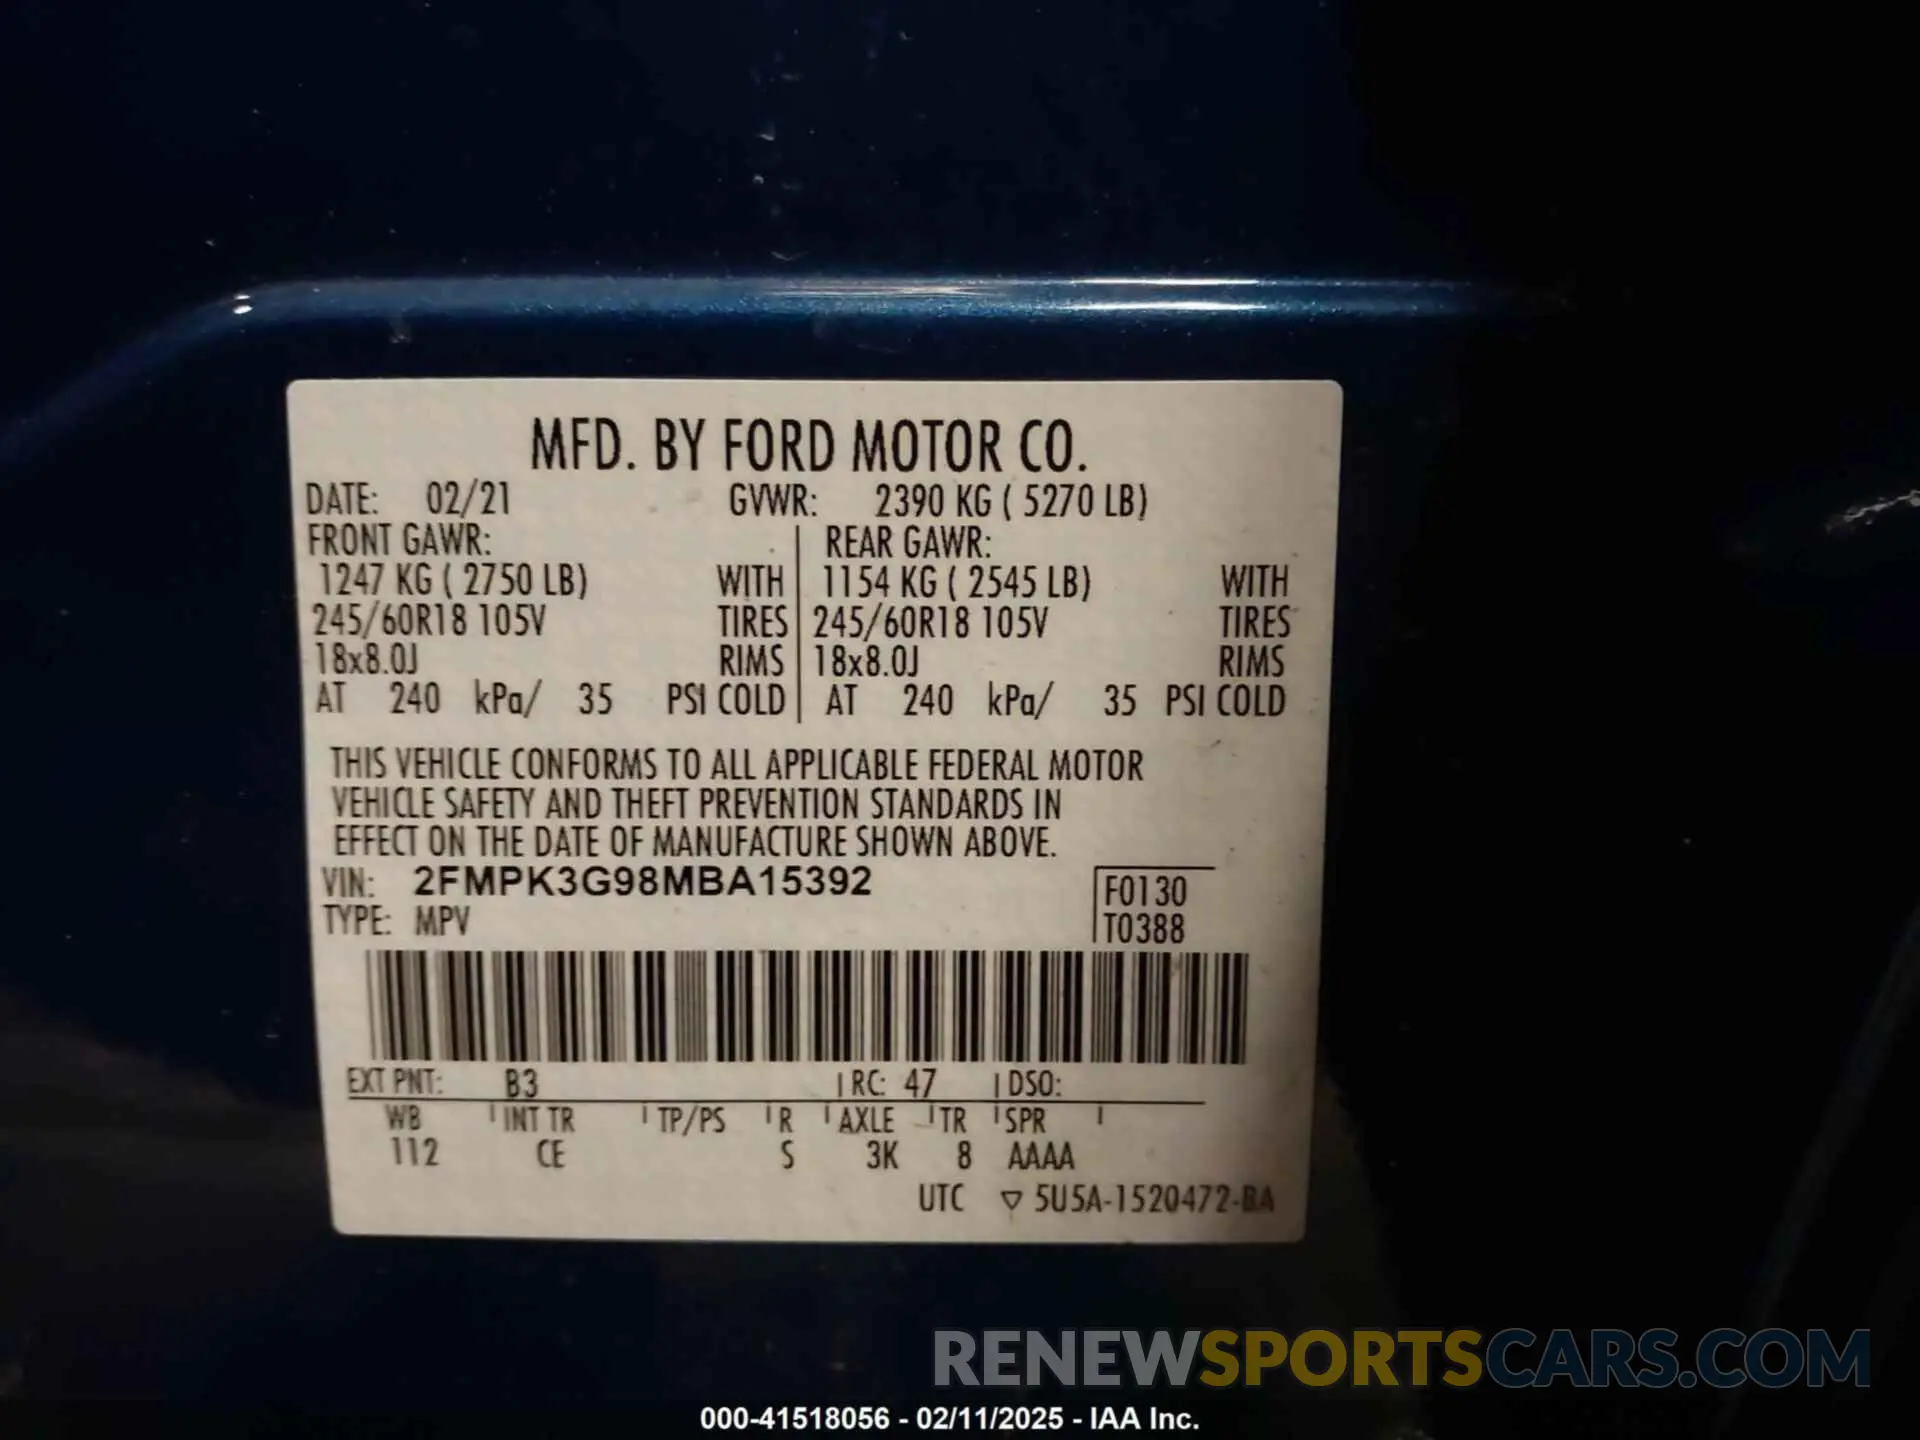 MFD. BY FORD MOTOR CO.
DATE: 02/21 GVWR: 2390 KG ( 5270 LB)
FRONT GAWR: REAR GAWR:
1247 KG ( 2750 LB) WITH 1154 KG ( 2545 LB) WITH
245/60R18 105V TIRES 245/60R18 105V TIRES
18x8.0J RIMS 18x8.0J RIMS
AT 240 kPa/ 35 PSI COLD AT 240 kPa/ 35 PSI COLD
THIS VEHICLE CONFORMS TO ALL APPLICABLE FEDERAL MOTOR
VEHICLE SAFETY AND THEFT PREVENTION STANDARDS IN
EFFECT ON THE DATE OF MANUFACTURE SHOWN ABOVE.
VIN: 2FMPK3G98MBA15392 F0130
TYPE: MPV T0388
EXT PNT: B3 RC: 47 DSO:
WB INT TR TP/PS R AXLE TR SPR
112 CE S 3K 8 AAAA
UTC ▽ 5U5A-1520472-BA
RENEWSPORTSCARS.COM
000-41518056 - 02/11/2025 - IAA Inc.